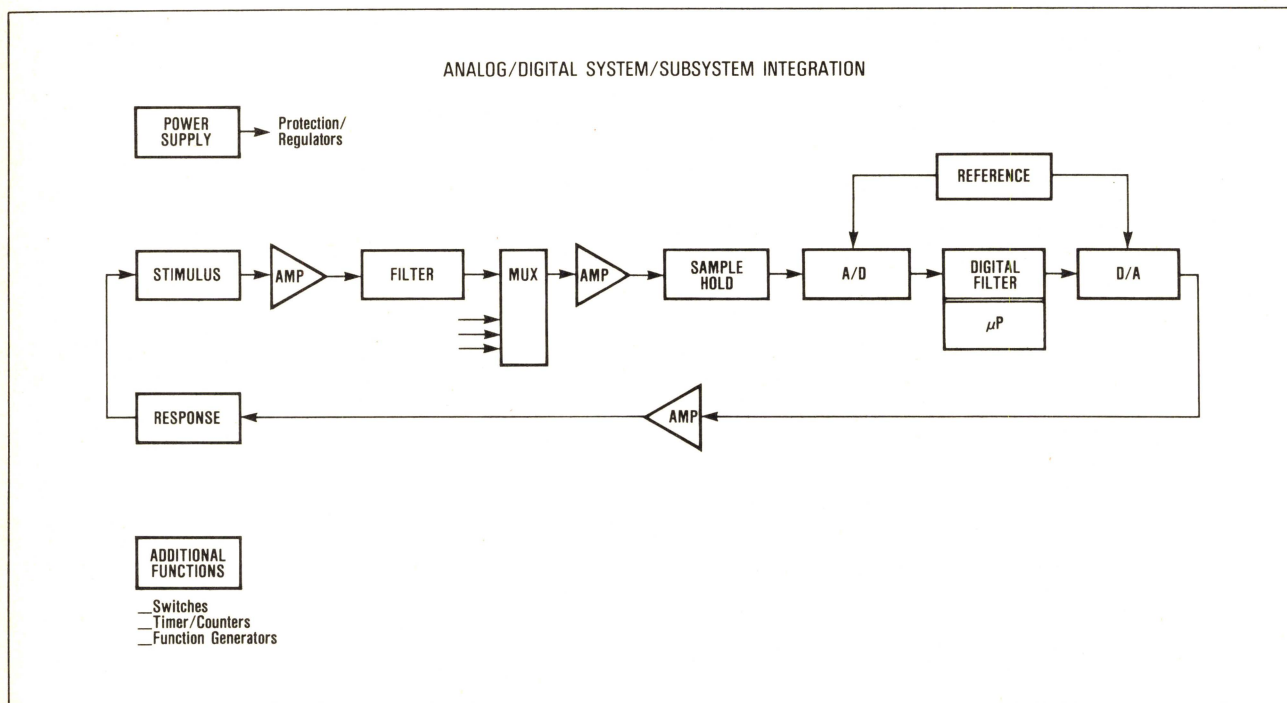 ANALOG/DIGITAL SYSTEM/SUBSYSTEM INTEGRATION
POWER
SUPPLY
Protection/
Regulators
REFERENCE
STIMULUS
AMP
FILTER
MUX
AMP
SAMPLE
HOLD
A/D
DIGITAL
FILTER
μP
D/A
RESPONSE
AMP
ADDITIONAL
FUNCTIONS
__Switches
__Timer/Counters
__Function Generators